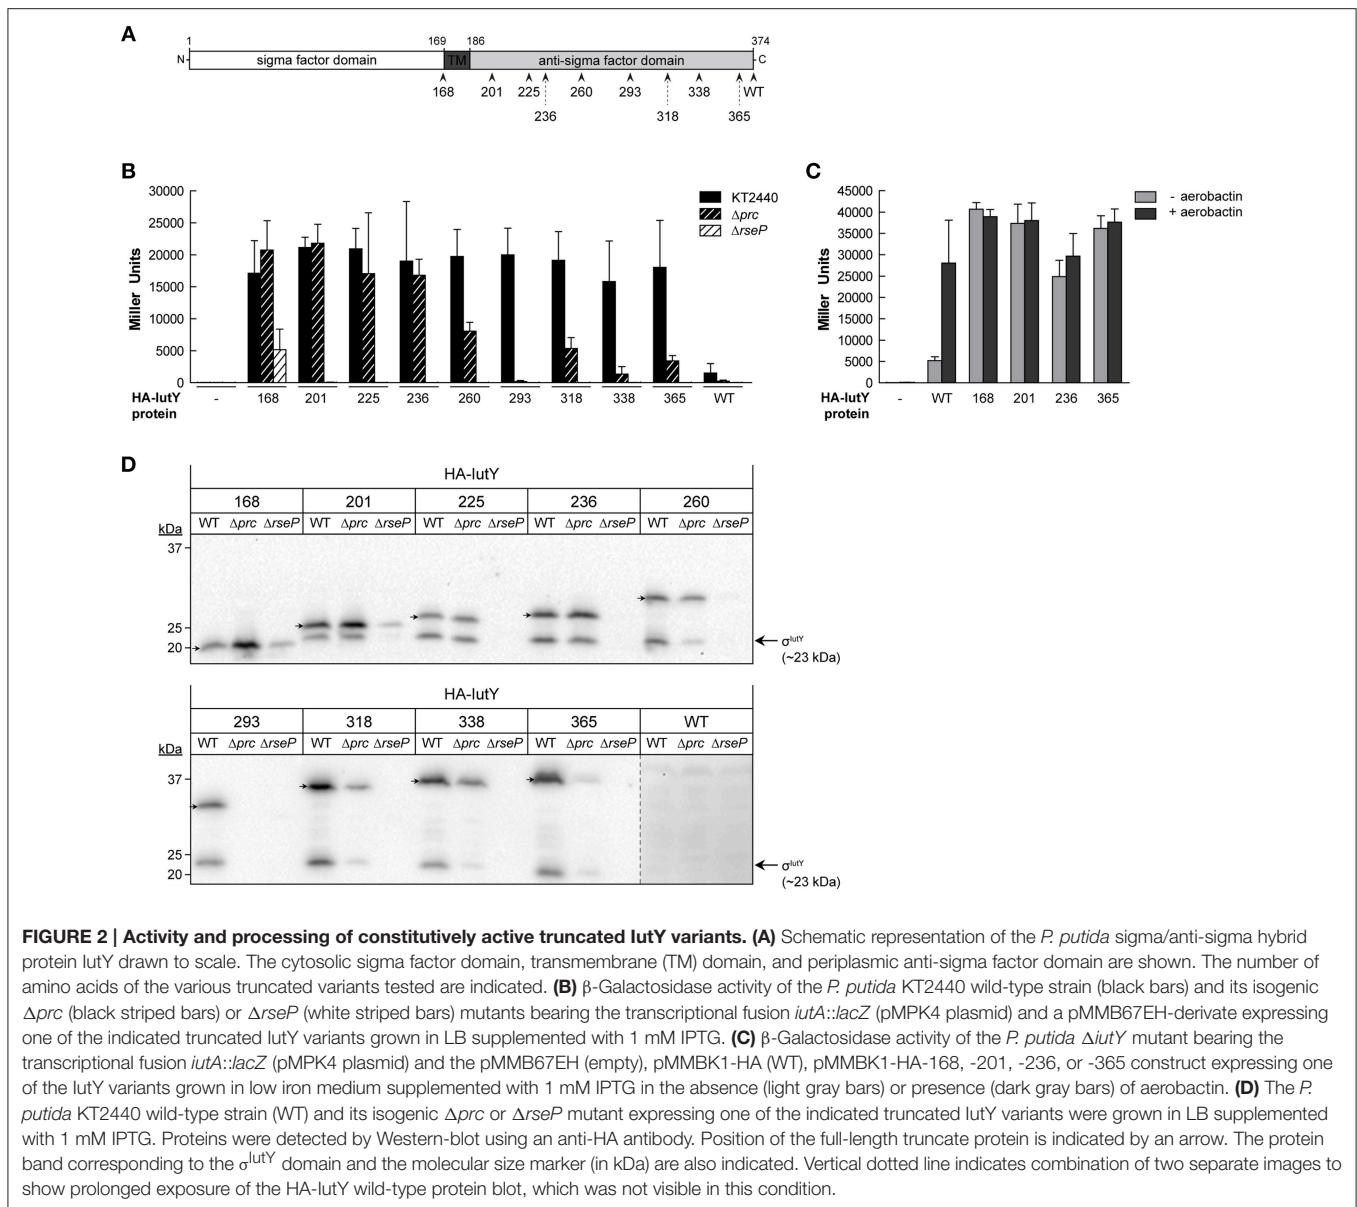 A
1 169 186 374
N- sigma factor domain TM anti-sigma factor domain -C
168 201 225 260 293 338 WT
236 318 365
B
30000
25000
20000
15000
10000
5000
0
Miller Units
KT2440
Δprc
ΔrseP
HA-IutY protein
- 168 201 225 236 260 293 318 338 365 WT
C
45000
40000
35000
30000
25000
20000
15000
10000
5000
0
Miller Units
- aerobactin
+ aerobactin
HA-IutY protein
- WT 168 201 236 365
D
HA-IutY
168 201 225 236 260
WT Δprc ΔrseP WT Δprc ΔrseP WT Δprc ΔrseP WT Δprc ΔrseP WT Δprc ΔrseP
kDa
37
25
20
σIutY
(~23 kDa)
HA-IutY
293 318 338 365 WT
WT Δprc ΔrseP WT Δprc ΔrseP WT Δprc ΔrseP WT Δprc ΔrseP WT Δprc ΔrseP
kDa
37
25
20
σIutY
(~23 kDa)
FIGURE 2 | Activity and processing of constitutively active truncated IutY variants. (A) Schematic representation of the P. putida sigma/anti-sigma hybrid
protein IutY drawn to scale. The cytosolic sigma factor domain, transmembrane (TM) domain, and periplasmic anti-sigma factor domain are shown. The number of
amino acids of the various truncated variants tested are indicated. (B) β-Galactosidase activity of the P. putida KT2440 wild-type strain (black bars) and its isogenic
Δprc (black striped bars) or ΔrseP (white striped bars) mutants bearing the transcriptional fusion iutA::lacZ (pMPK4 plasmid) and a pMMB67EH-derivate expressing
one of the indicated truncated IutY variants grown in LB supplemented with 1 mM IPTG. (C) β-Galactosidase activity of the P. putida ΔiutY mutant bearing the
transcriptional fusion iutA::lacZ (pMPK4 plasmid) and the pMMB67EH (empty), pMMBK1-HA (WT), pMMBK1-HA-168, -201, -236, or -365 construct expressing one
of the IutY variants grown in low iron medium supplemented with 1 mM IPTG in the absence (light gray bars) or presence (dark gray bars) of aerobactin. (D) The P.
putida KT2440 wild-type strain (WT) and its isogenic Δprc or ΔrseP mutant expressing one of the indicated truncated IutY variants were grown in LB supplemented
with 1 mM IPTG. Proteins were detected by Western-blot using an anti-HA antibody. Position of the full-length truncate protein is indicated by an arrow. The protein
band corresponding to the σIutY domain and the molecular size marker (in kDa) are also indicated. Vertical dotted line indicates combination of two separate images to
show prolonged exposure of the HA-IutY wild-type protein blot, which was not visible in this condition.